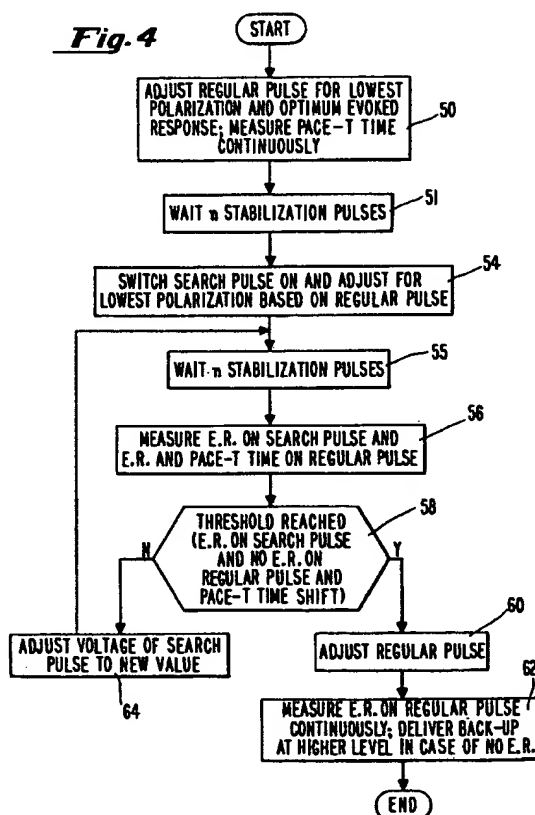 Fig. 4
START
ADJUST REGULAR PULSE FOR LOWEST
POLARIZATION AND OPTIMUM EVOKED
RESPONSE; MEASURE PACE-T TIME
CONTINUOUSLY
50
WAIT n STABILIZATION PULSES
51
SWITCH SEARCH PULSE ON AND ADJUST FOR
LOWEST POLARIZATION BASED ON REGULAR PULSE
54
WAIT n STABILIZATION PULSES
55
MEASURE E.R. ON SEARCH PULSE AND
E.R. AND PACE-T TIME ON REGULAR PULSE
56
THRESHOLD REACHED
(E.R. ON SEARCH PULSE
AND NO E.R. ON
REGULAR PULSE AND
PACE-T TIME SHIFT)
58
N
Y
ADJUST VOLTAGE OF SEARCH
PULSE TO NEW VALUE
64
ADJUST REGULAR PULSE
60
MEASURE E.R. ON REGULAR PULSE
CONTINUOUSLY; DELIVER BACK-UP
AT HIGHER LEVEL IN CASE OF NO E.R.
62
END